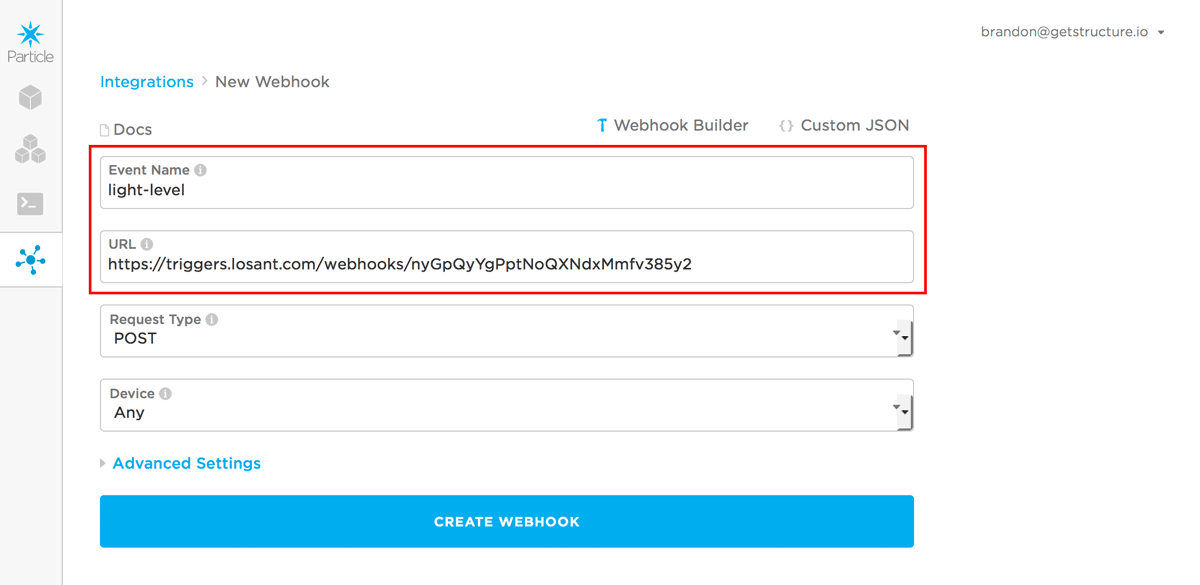 Particle
brandon@getstructure.io
Integrations > New Webhook
Docs
Webhook Builder
{} Custom JSON
Event Name
light-level
URL
https://triggers.losant.com/webhooks/nyGpQyYgPptNoQXNdxMmfv385y2
Request Type
POST
Device
Any
Advanced Settings
CREATE WEBHOOK